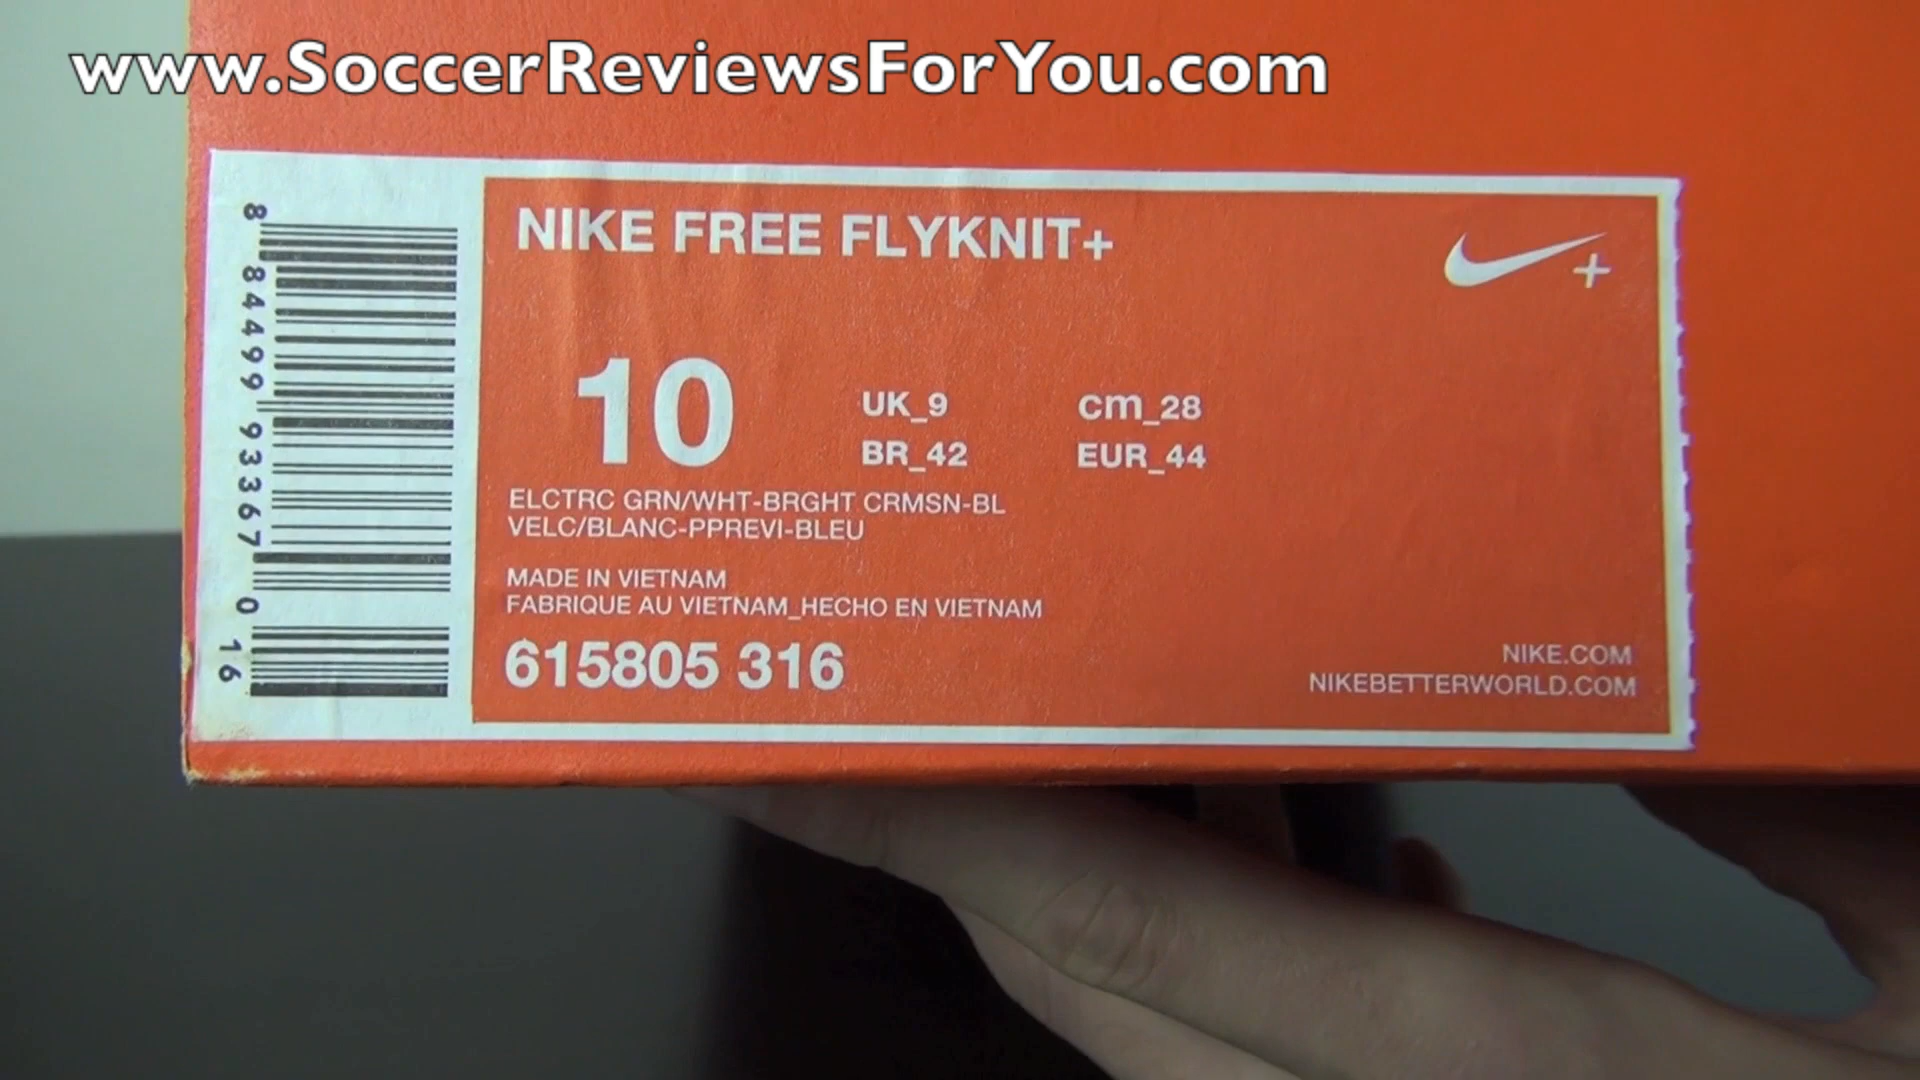 www.SoccerReviewsForYou.com
8 84499 93367 0 16
NIKE FREE FLYKNIT+
+
10
UK_9
cm_28
BR_42
EUR_44
ELCTRC GRN/WHT-BRGHT CRMSN-BL
VELC/BLANC-PPREVI-BLEU
MADE IN VIETNAM
FABRIQUE AU VIETNAM_HECHO EN VIETNAM
615805 316
NIKE.COM
NIKEBETTERWORLD.COM